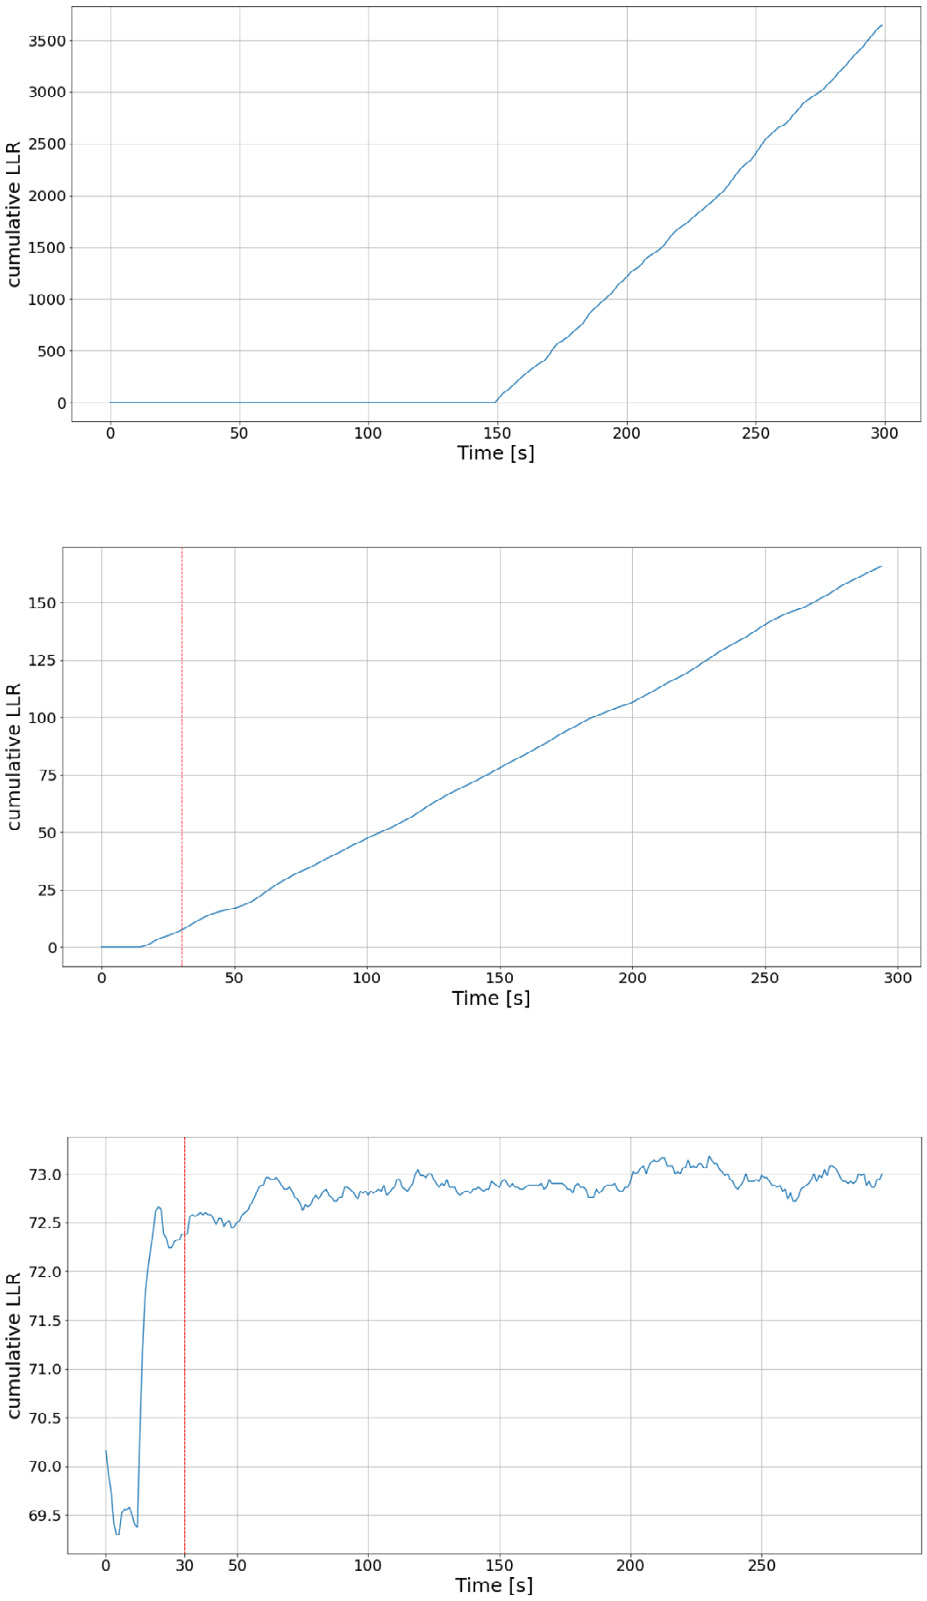 3500
3000
2500
2000
1500
1000
500
0
cumulative LLR
0 50 100 150 200 250 300
Time [s]
150
125
100
75
50
25
0
cumulative LLR
0 50 100 150 200 250 300
Time [s]
73.0
72.5
72.0
71.5
71.0
70.5
70.0
69.5
cumulative LLR
0 30 50 100 150 200 250
Time [s]